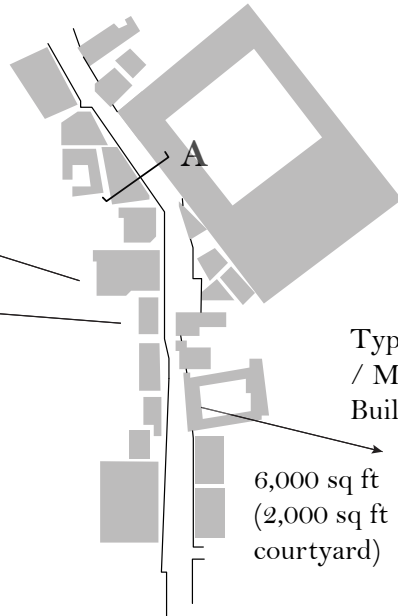 A
Typ
/ M
Buil
6,000 sq ft
(2,000 sq ft
courtyard)